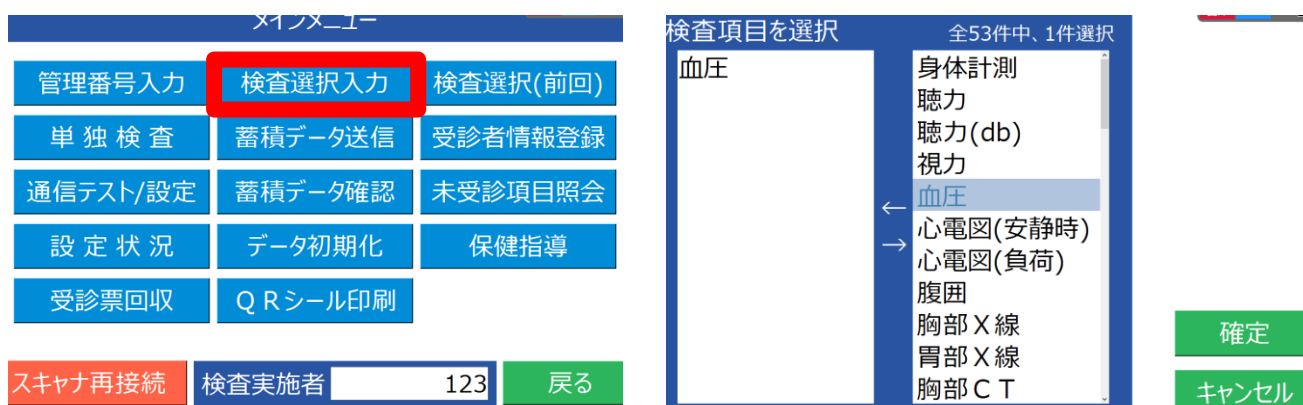 メインメニュー
管理番号入力 検査選択入力 検査選択(前回)
単 独 検 査 蓄積データ送信 受診者情報登録
通信テスト/設定 蓄積データ確認 未受診項目照会
設 定 状 況 データ初期化 保健指導
受診票回収 ＱＲシール印刷
スキャナ再接続 検査実施者 123 戻る
検査項目を選択 全53件中、1件選択
血圧
←
→
身体計測
聴力
聴力(db)
視力
血圧
心電図(安静時)
心電図(負荷)
腹囲
胸部Ｘ線
胃部Ｘ線
胸部ＣＴ
確定
キャンセル